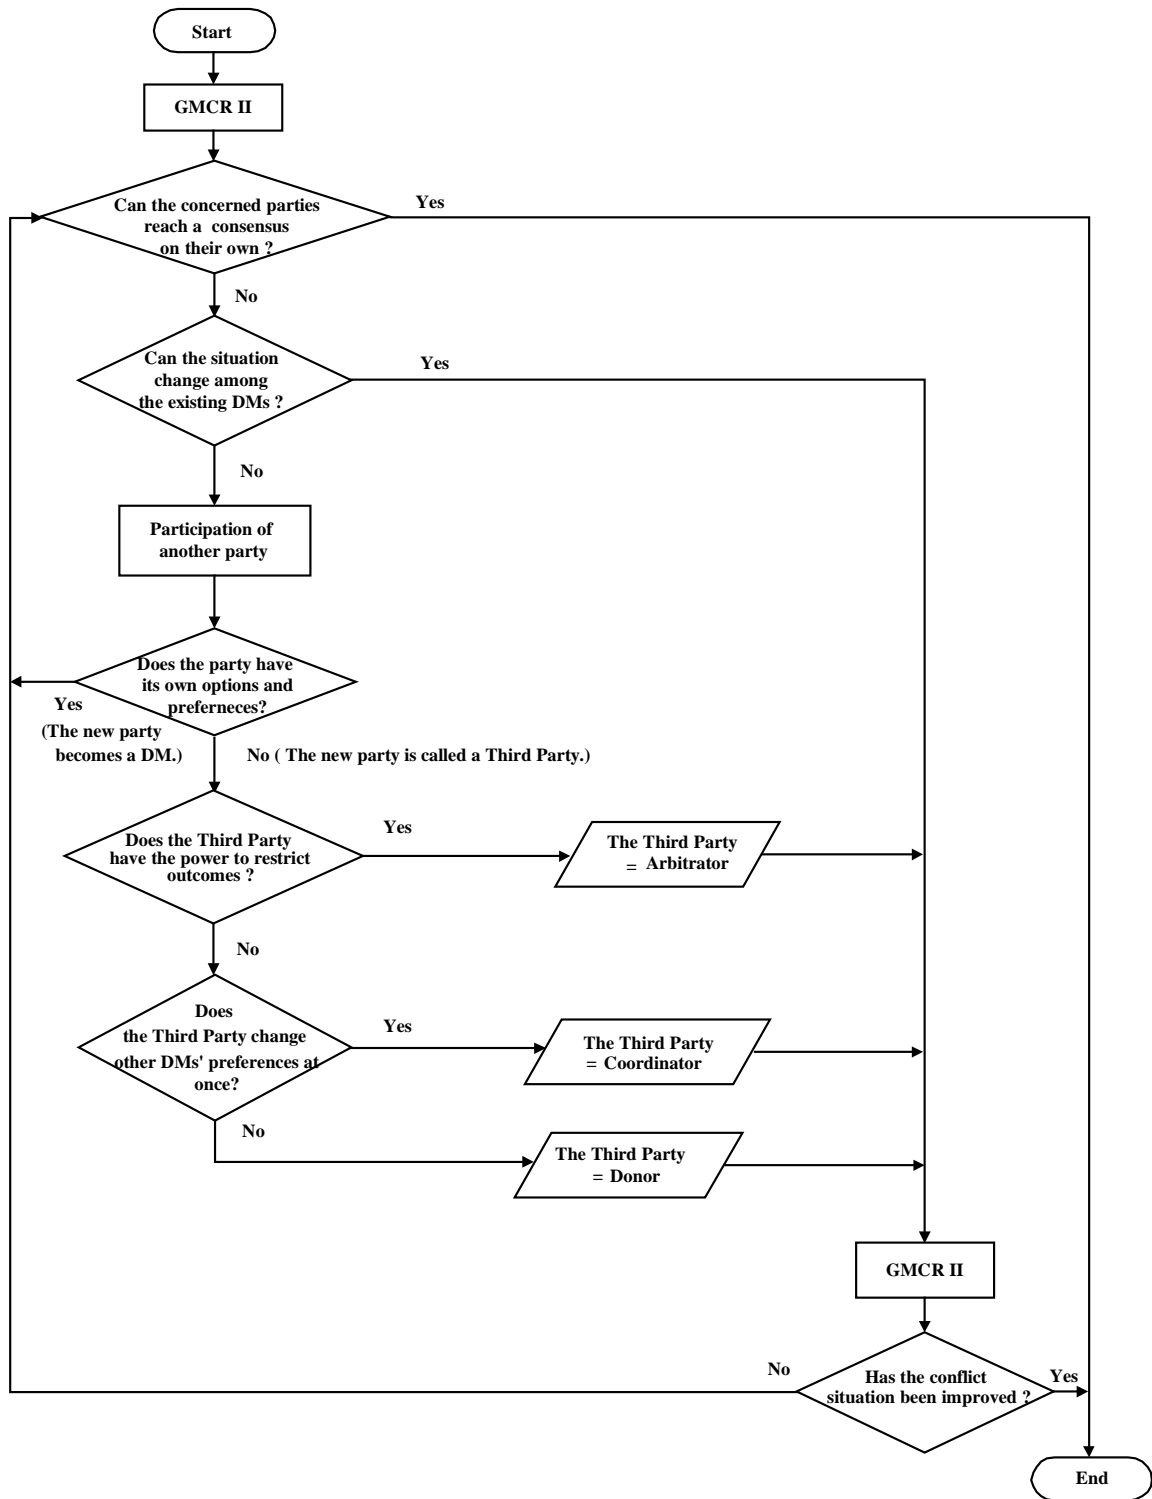 Start
GMCR II
Can the concerned parties
reach a consensus
on their own ?
Yes
No
Can the situation
change among
the existing DMs ?
Yes
No
Participation of
another party
Does the party have
its own options and
preferneces?
Yes
(The new party
becomes a DM.)
No ( The new party is called a Third Party.)
Does the Third Party
have the power to restrict
outcomes ?
Yes
The Third Party
= Arbitrator
No
Does
the Third Party change
other DMs' preferences at
once?
Yes
The Third Party
= Coordinator
No
The Third Party
= Donor
GMCR II
Has the conflict
situation been improved ?
No
Yes
End